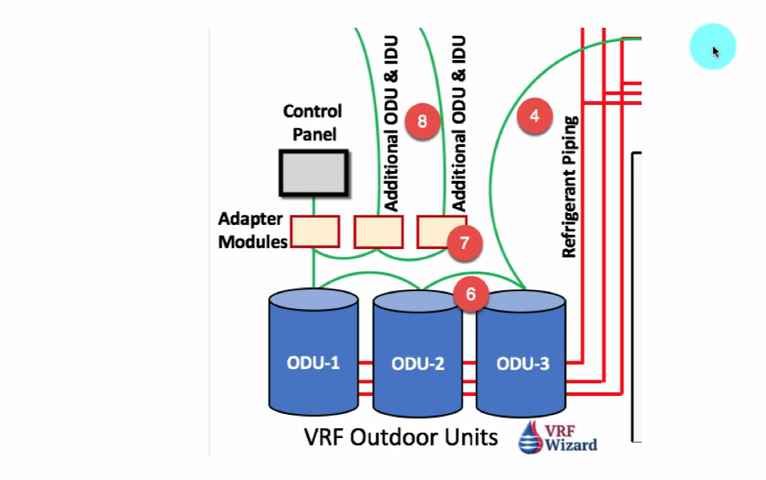 Control
Panel
Additional ODU & IDU
8
Additional ODU & IDU
4
Refrigerant Piping
Adapter
Modules
7
6
ODU-1
ODU-2
ODU-3
VRF Outdoor Units
VRF
Wizard